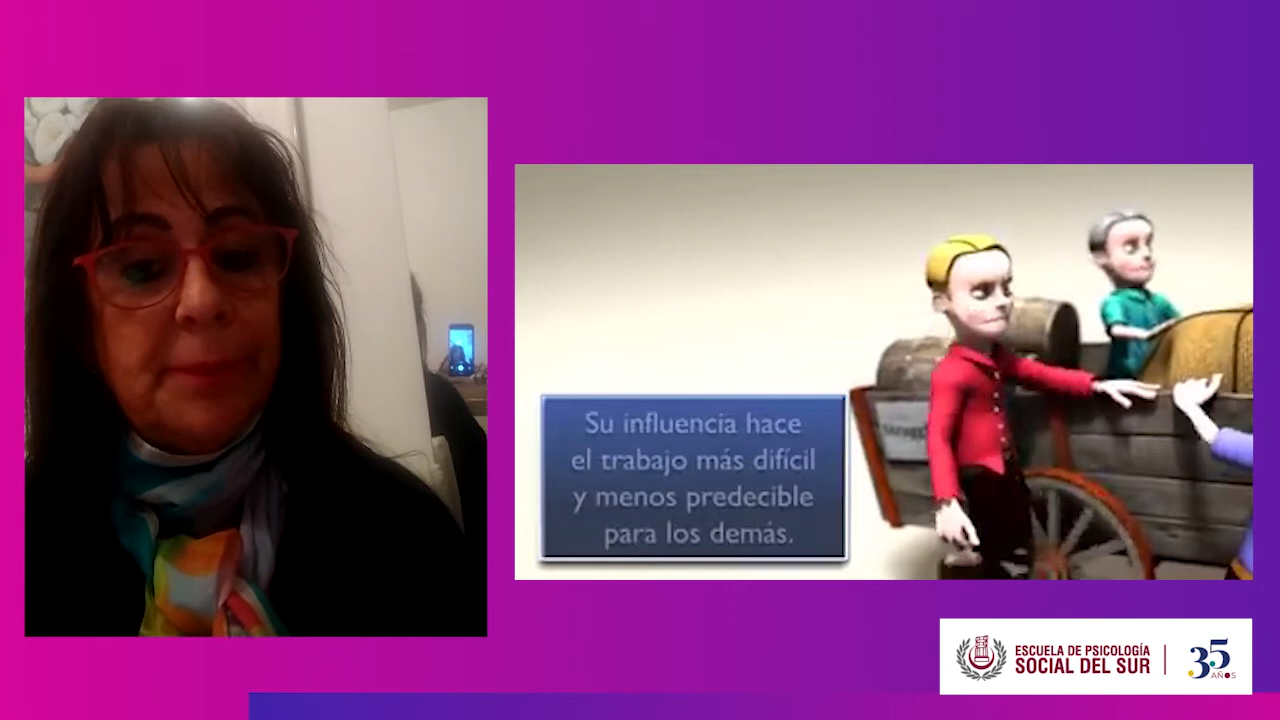 Su influencia hace
el trabajo más difícil
y menos predecible
para los demás.
ESCUELA DE PSICOLOGÍA
SOCIAL DEL SUR
35
AÑOS